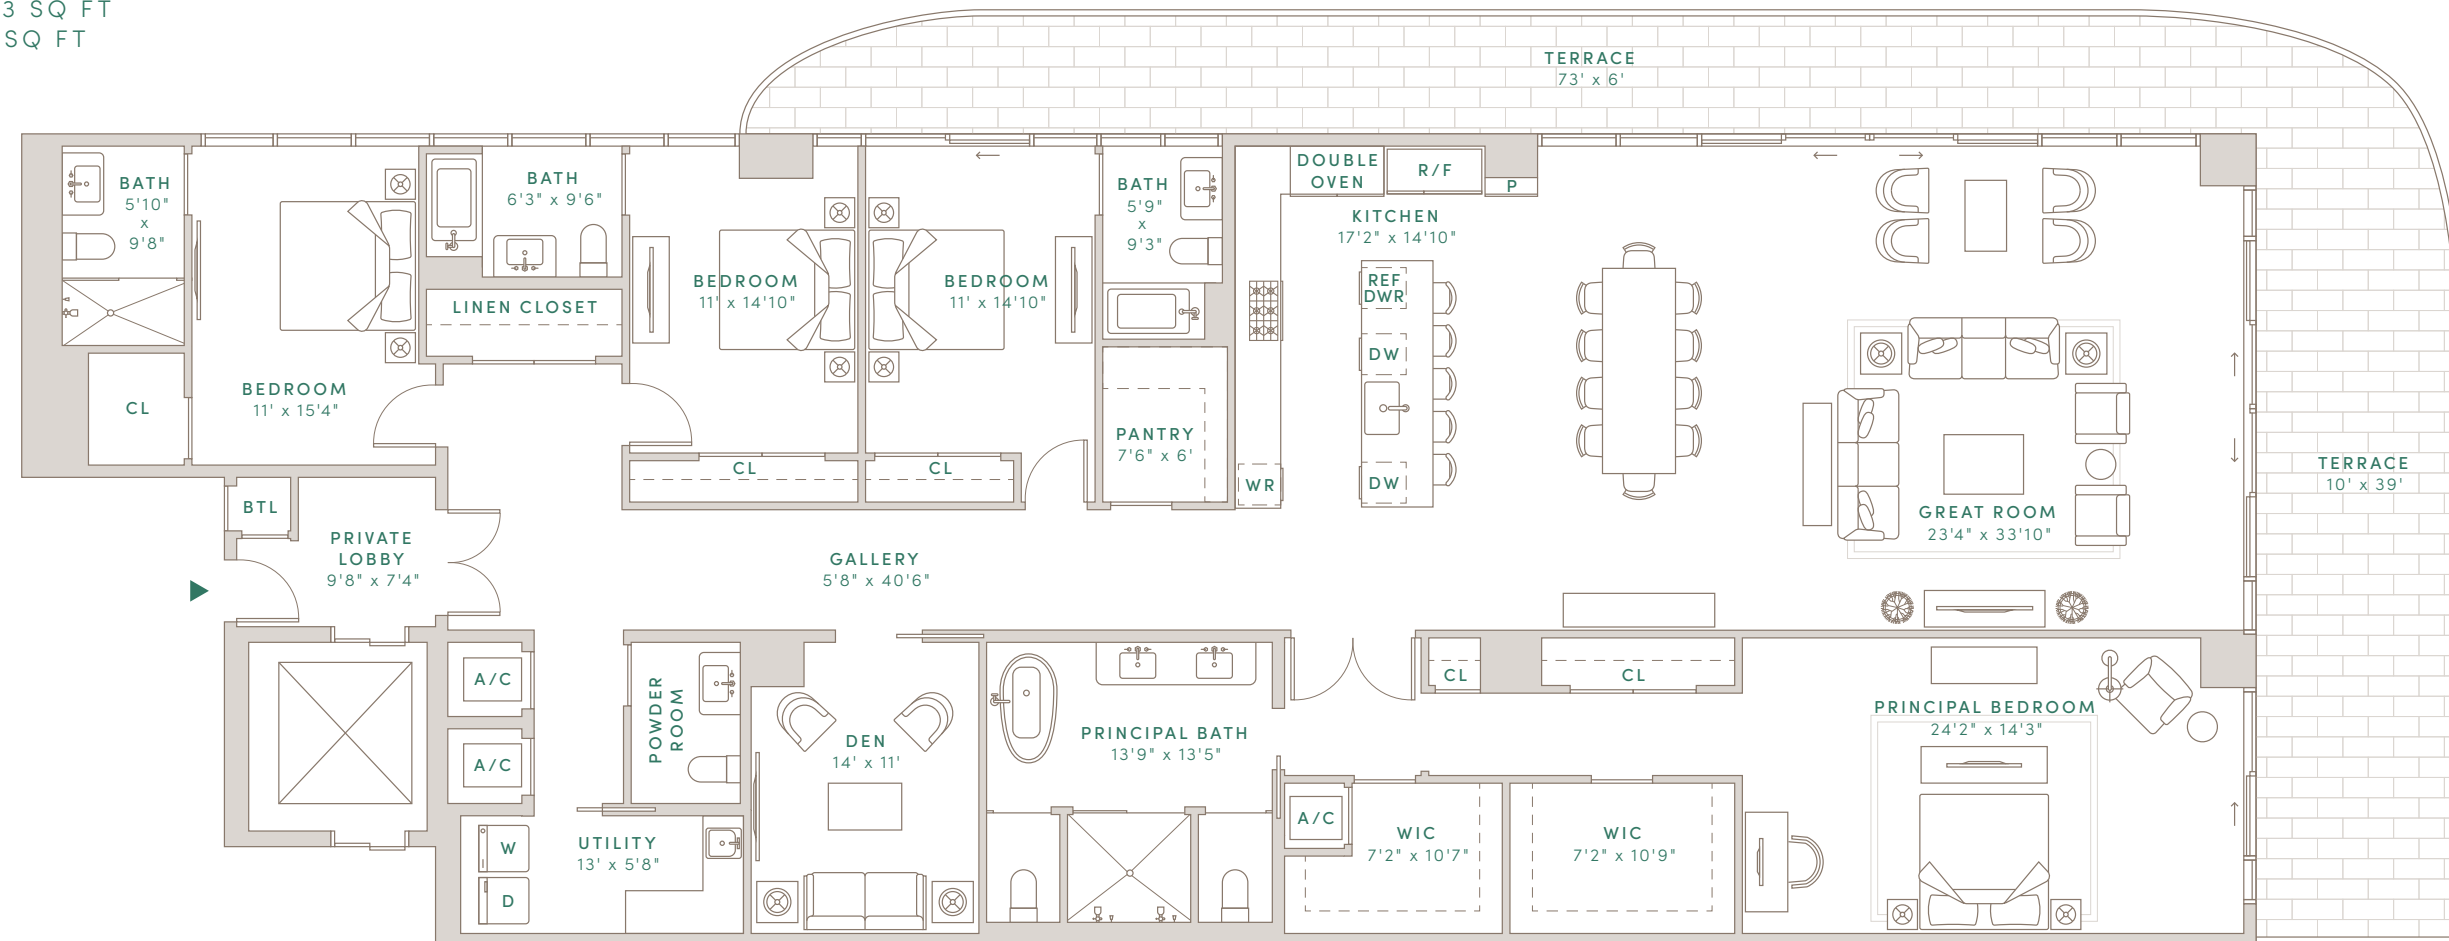 3 SQ FT
SQ FT
TERRACE
73' x 6'
BATH
5'10"
x
9'8"
BATH
6'3" x 9'6"
BATH
5'9"
x
9'3"
DOUBLE
OVEN
R/F
P
KITCHEN
17'2" x 14'10"
LINEN CLOSET
BEDROOM
11' x 14'10"
BEDROOM
11' x 14'10"
REF
DWR
DW
BEDROOM
11' x 15'4"
CL
PANTRY
7'6" x 6'
CL
CL
WR
DW
TERRACE
10' x 39'
GREAT ROOM
23'4" x 33'10"
BTL
PRIVATE
LOBBY
9'8" x 7'4"
GALLERY
5'8" x 40'6"
A/C
POWDER
ROOM
CL
CL
PRINCIPAL BEDROOM
24'2" x 14'3"
A/C
DEN
14' x 11'
PRINCIPAL BATH
13'9" x 13'5"
A/C
W
UTILITY
13' x 5'8"
WIC
7'2" x 10'7"
WIC
7'2" x 10'9"
D